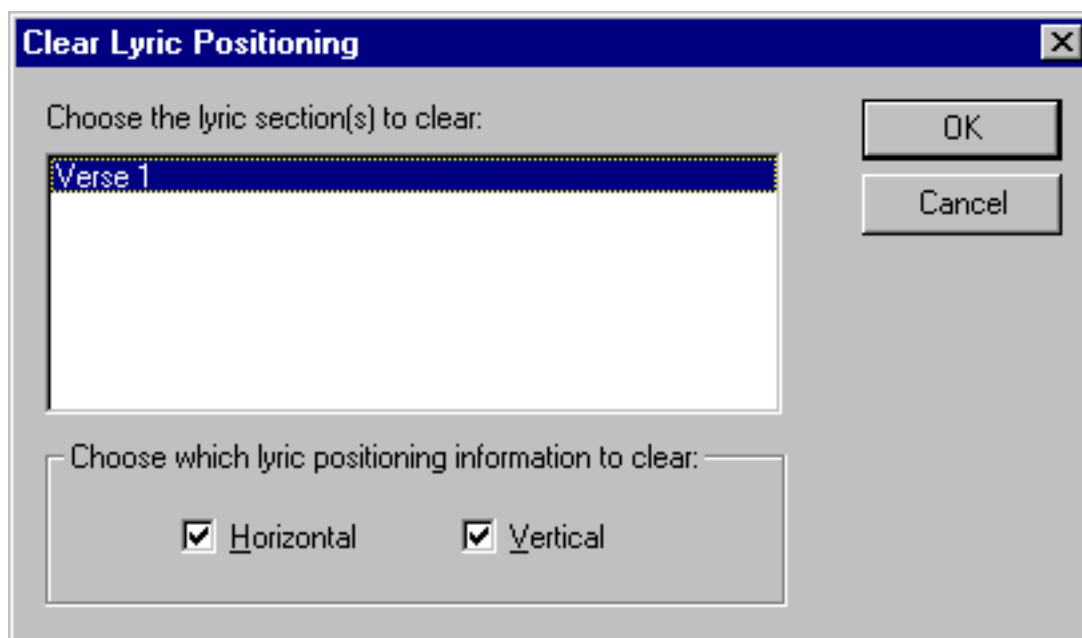 Clear Lyric Positioning
Choose the lyric section(s) to clear:
OK
Verse 1
Cancel
Choose which lyric positioning information to clear:
Horizontal Vertical